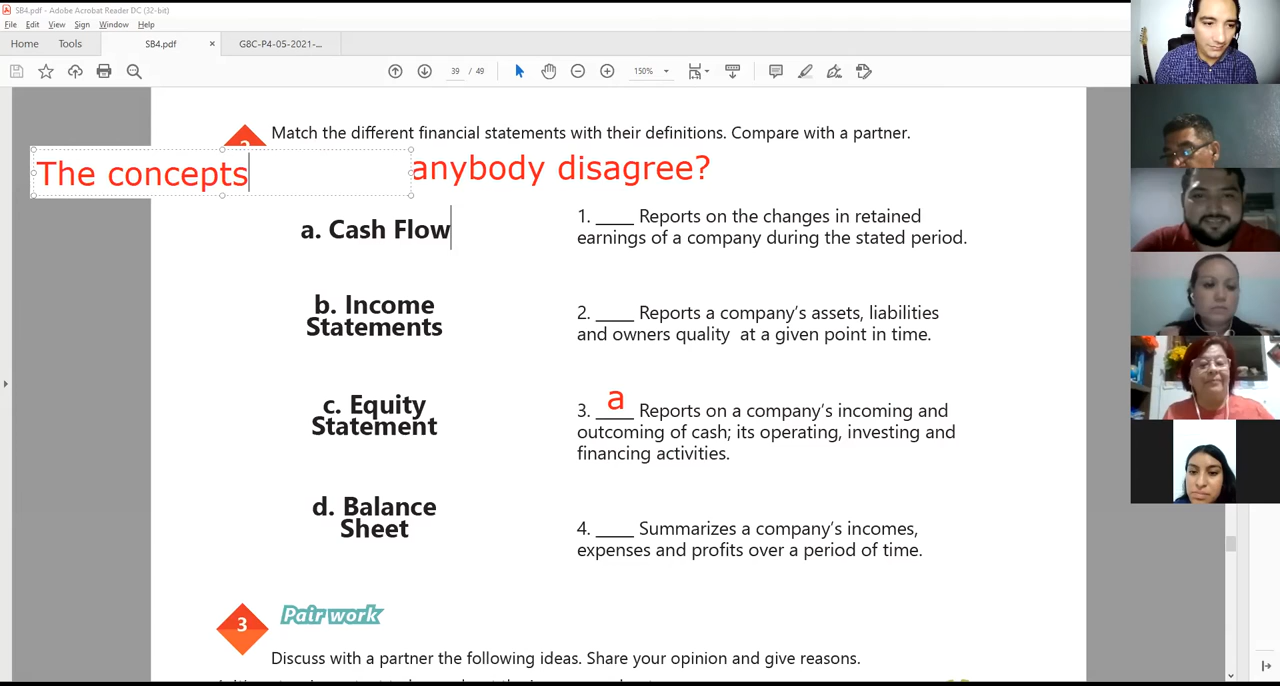 SB4.pdf - Adobe Acrobat Reader DC (32-bit)
File Edit View Sign Window Help
Home Tools SB4.pdf × G8C-P4-05-2021-...
39 / 49 150%
Match the different financial statements with their definitions. Compare with a partner.
The concepts
anybody disagree?
a. Cash Flow
1. ____ Reports on the changes in retained
earnings of a company during the stated period.
b. Income
Statements
2. ____ Reports a company's assets, liabilities
and owners quality at a given point in time.
c. Equity
Statement
a
3. ____ Reports on a company's incoming and
outcoming of cash; its operating, investing and
financing activities.
d. Balance
Sheet
4. ____ Summarizes a company's incomes,
expenses and profits over a period of time.
3 Pair work
Discuss with a partner the following ideas. Share your opinion and give reasons.